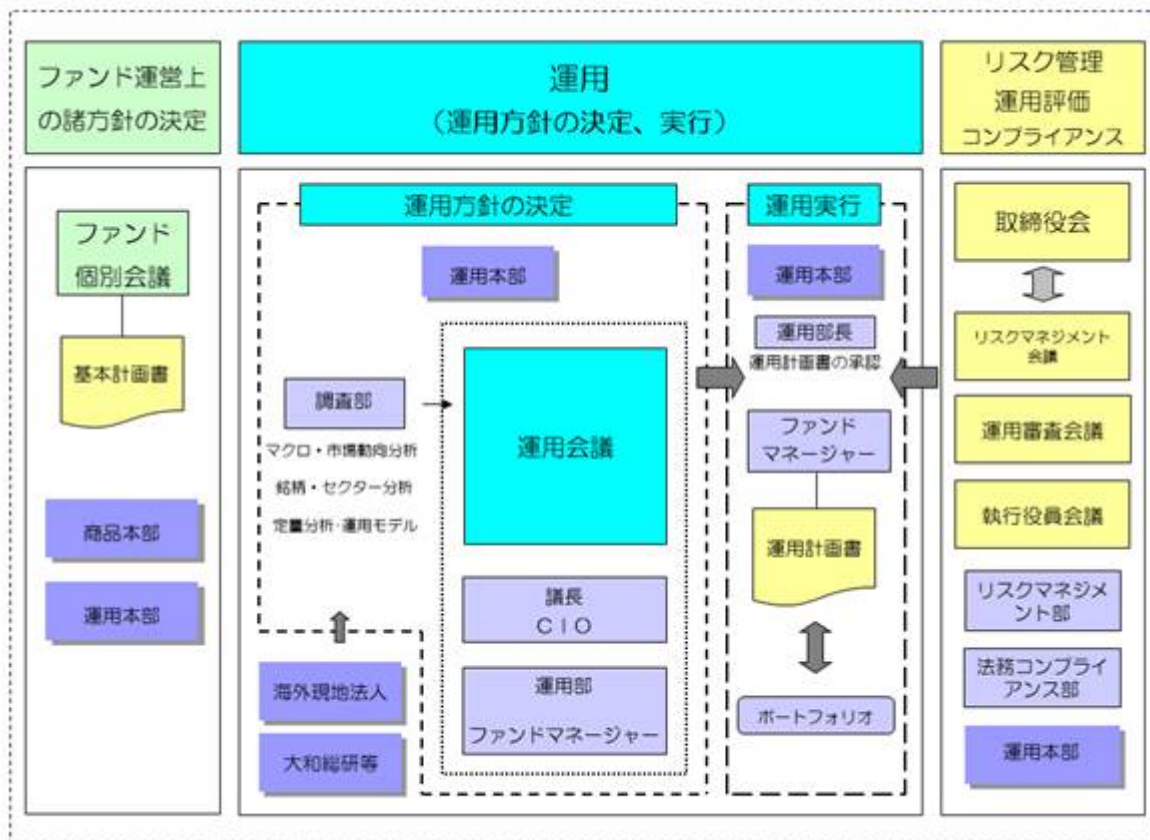 ファンド運営上
の諸方針の決定
運用
(運用方針の決定、実行)
リスク管理
運用評価
コンプライアンス
ファンド
個別会議
基本計画書
商品本部
運用本部
運用方針の決定
運用本部
調査部
マクロ・市場動向分析
銘柄・セクター分析
定量分析・運用モデル
運用会議
議長
CIO
運用部
ファンドマネージャー
海外現地法人
大和総研等
運用実行
運用本部
運用部長
運用計画書の承認
ファンド
マネージャー
運用計画書
ポートフォリオ
取締役会
リスクマネジメント
会議
運用審査会議
執行役員会議
リスクマネジメ
ント部
法務コンプライ
アンス部
運用本部